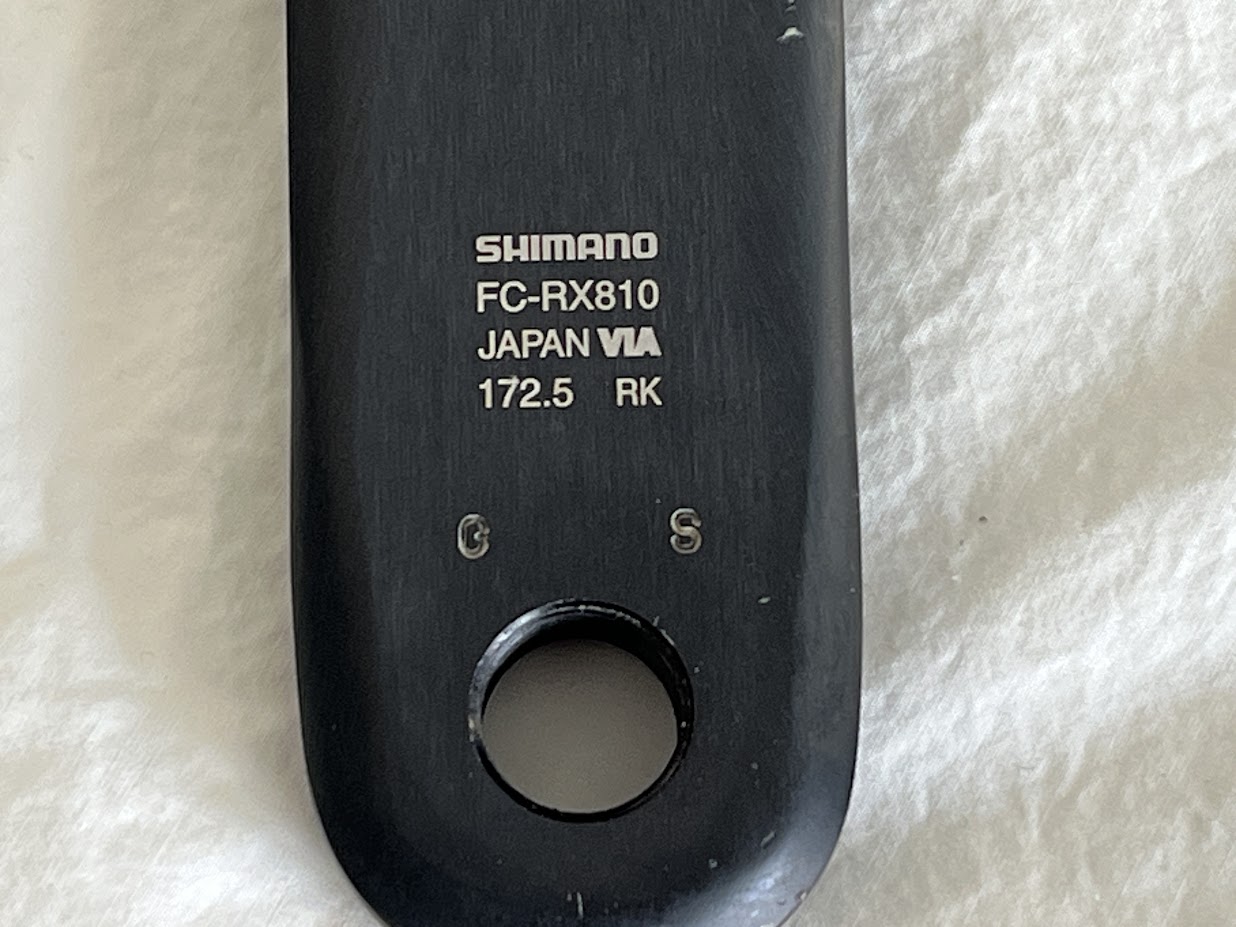 SHIMANO
FC-RX810
JAPAN VIA
172.5 RK
C S